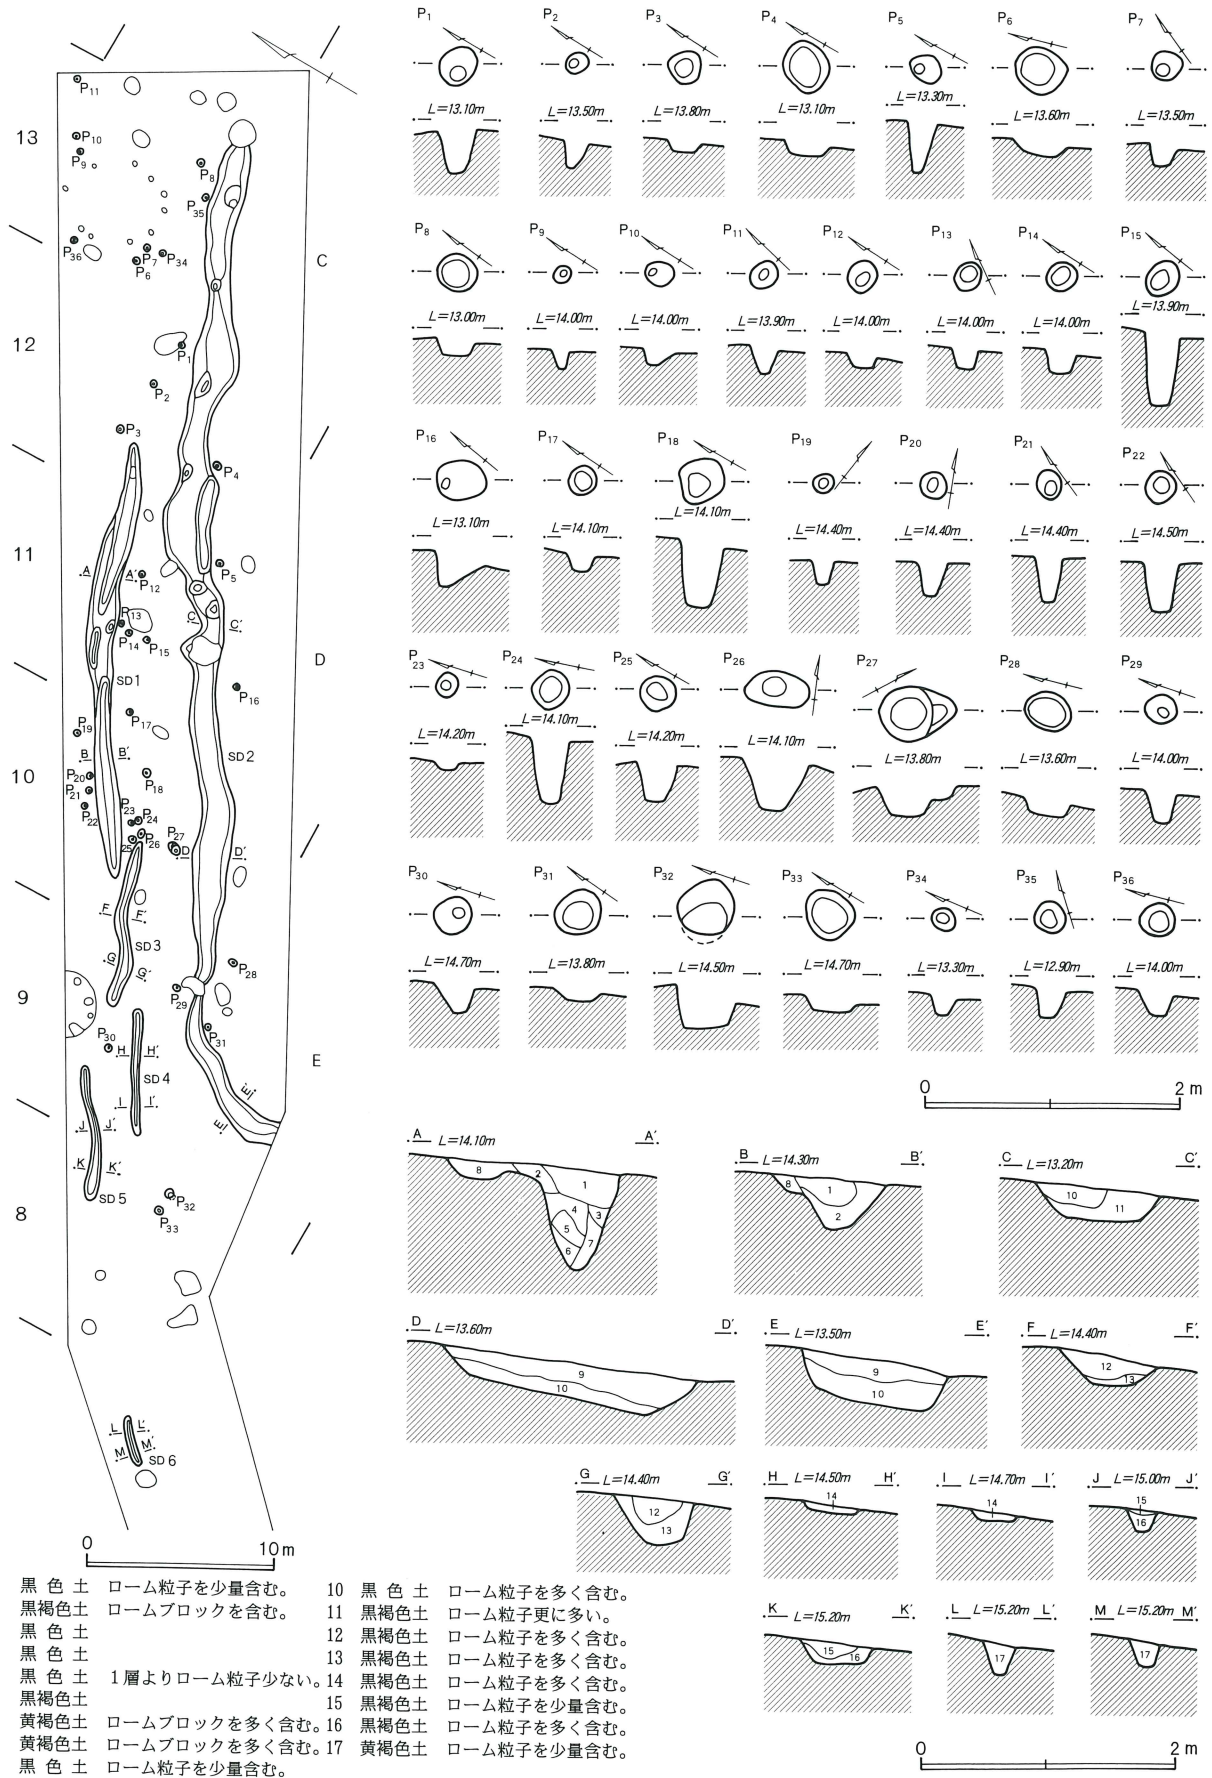 P11
13
P10
P9
P8
P35
P36
P7
P34
P6
C
12
P1
P2
P3
P4
11
A
A′
P12
P5
P13
C
C′
P14
P15
D
SD1
P16
P19
P17
B
B′
SD2
10
P20
P18
P21
P22
P23
P24
P26
25
P27
D
D′
F
F′
SD3
G
G′
P28
9
P29
P31
P30
H
H′
E
SD4
E
E′
I
I′
J
J′
K
K′
SD5
P32
8
P33
L
L′
M
M′
SD6
0
10m
P1
P2
P3
P4
P5
P6
P7
L=13.10m
L=13.50m
L=13.80m
L=13.10m
L=13.30m
L=13.60m
L=13.50m
P8
P9
P10
P11
P12
P13
P14
P15
L=13.00m
L=14.00m
L=14.00m
L=13.90m
L=14.00m
L=14.00m
L=14.00m
L=13.90m
P16
P17
P18
P19
P20
P21
P22
L=13.10m
L=14.10m
L=14.10m
L=14.40m
L=14.40m
L=14.40m
L=14.50m
P23
P24
P25
P26
P27
P28
P29
L=14.20m
L=14.10m
L=14.20m
L=14.10m
L=13.80m
L=13.60m
L=14.00m
P30
P31
P32
P33
P34
P35
P36
L=14.70m
L=13.80m
L=14.50m
L=14.70m
L=13.30m
L=12.90m
L=14.00m
0
2m
A L=14.10m A′
8
2
1
4
3
5
6
7
B L=14.30m B′
8
1
2
C L=13.20m C′
10
11
D L=13.60m D′
9
10
E L=13.50m E′
9
10
F L=14.40m F′
12
13
G L=14.40m G′
12
13
H L=14.50m H′
14
I L=14.70m I′
14
J L=15.00m J′
15
16
K L=15.20m K′
15
16
L L=15.20m L′
17
M L=15.20m M′
17
0
2m
黒色土 ローム粒子を少量含む。
黒褐色土 ロームブロックを含む。
黒色土
黒色土
黒色土 1層よりローム粒子少ない。
黒褐色土
黄褐色土 ロームブロックを多く含む。
黄褐色土 ロームブロックを多く含む。
黒色土 ローム粒子を少量含む。
10 黒色土 ローム粒子を多く含む。
11 黒褐色土 ローム粒子更に多い。
12 黒褐色土 ローム粒子を多く含む。
13 黒褐色土 ローム粒子を多く含む。
14 黒褐色土 ローム粒子を多く含む。
15 黒褐色土 ローム粒子を少量含む。
16 黒褐色土 ローム粒子を多く含む。
17 黄褐色土 ローム粒子を少量含む。